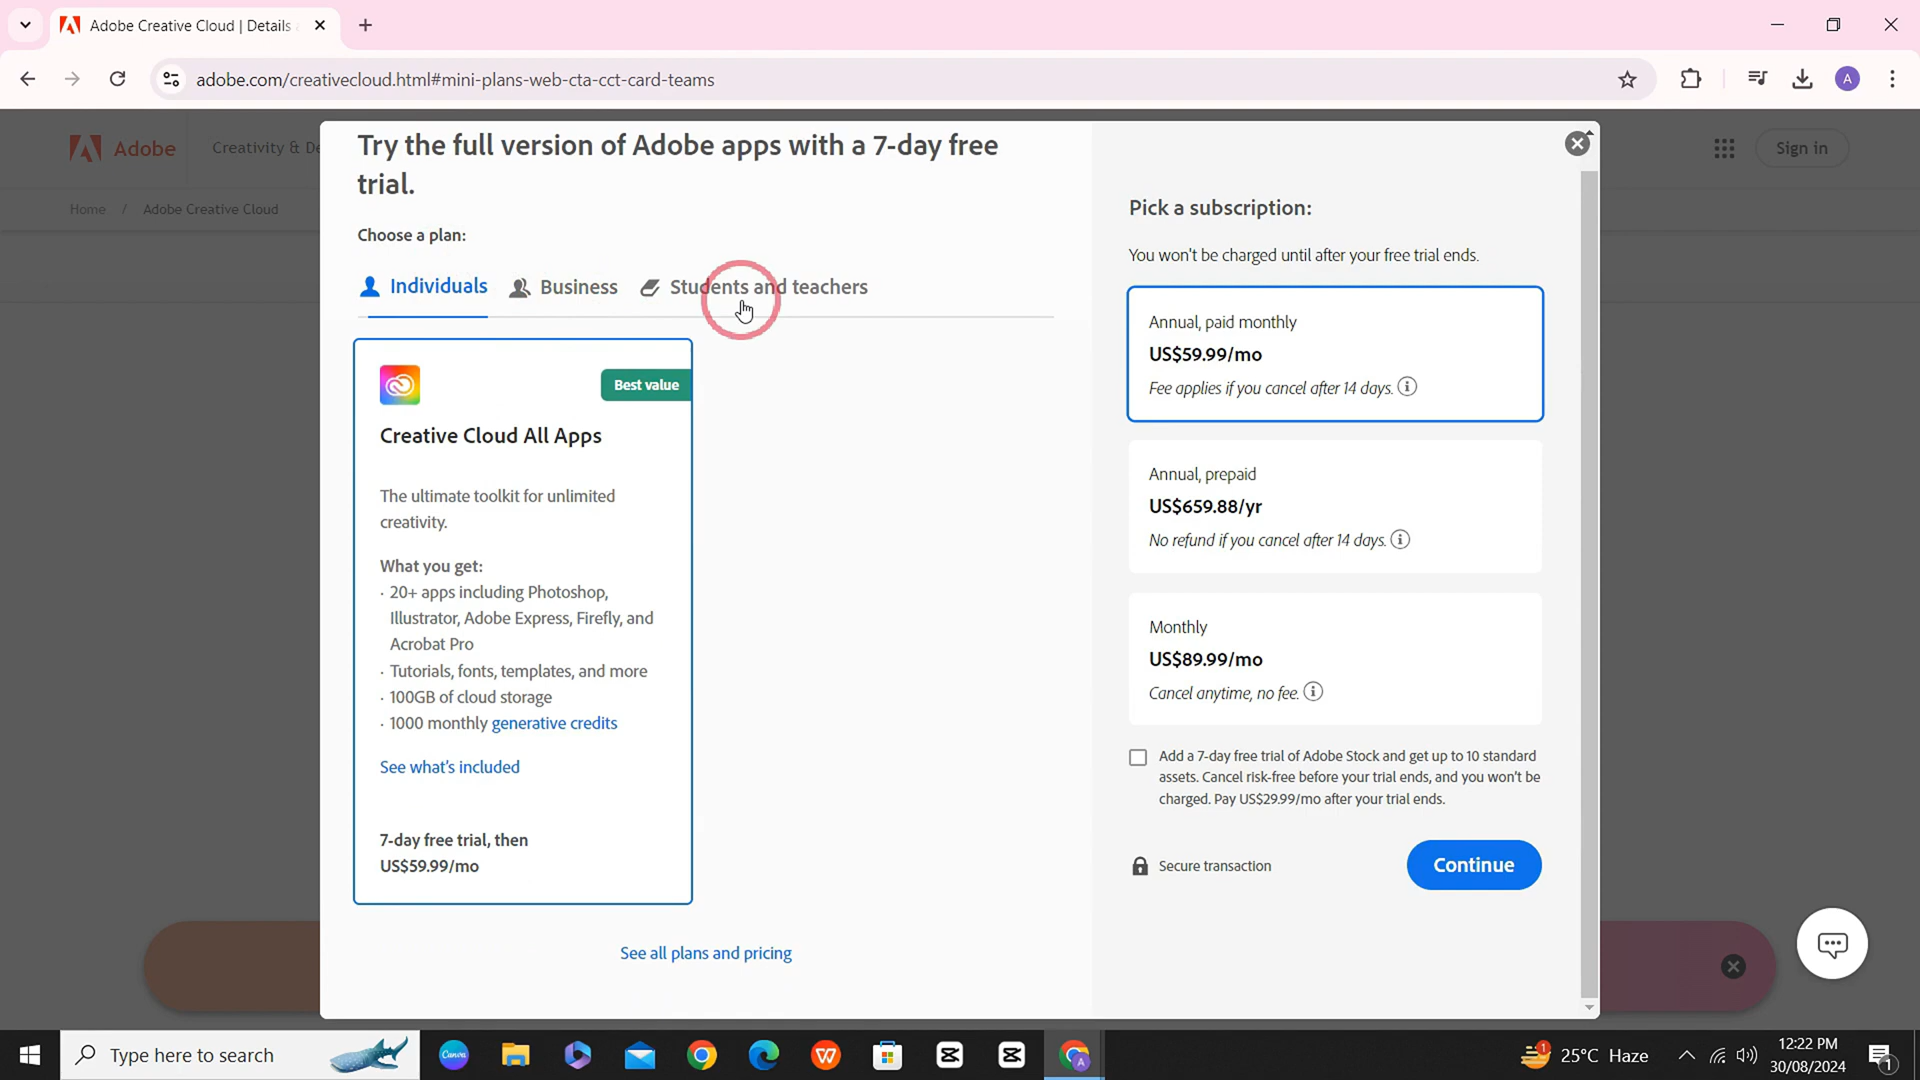 Adobe Creative Cloud | Details
adobe.com/creativecloud.html#mini-plans-web-cta-cct-card-teams
A
Adobe
Creativity & De
Sign in
Home / Adobe Creative Cloud
Try the full version of Adobe apps with a 7-day free
trial.
Choose a plan:
Individuals
Business
Students and teachers
Best value
Creative Cloud All Apps
The ultimate toolkit for unlimited
creativity.
What you get:
· 20+ apps including Photoshop,
Illustrator, Adobe Express, Firefly, and
Acrobat Pro
· Tutorials, fonts, templates, and more
· 100GB of cloud storage
· 1000 monthly generative credits
See what's included
7-day free trial, then
US$59.99/mo
See all plans and pricing
Pick a subscription:
You won't be charged until after your free trial ends.
Annual, paid monthly
US$59.99/mo
Fee applies if you cancel after 14 days.
Annual, prepaid
US$659.88/yr
No refund if you cancel after 14 days.
Monthly
US$89.99/mo
Cancel anytime, no fee.
Add a 7-day free trial of Adobe Stock and get up to 10 standard
assets. Cancel risk-free before your trial ends, and you won't be
charged. Pay US$29.99/mo after your trial ends.
Secure transaction
Continue
Type here to search
Canva
W
A
1
25°C Haze
12:22 PM
30/08/2024
1